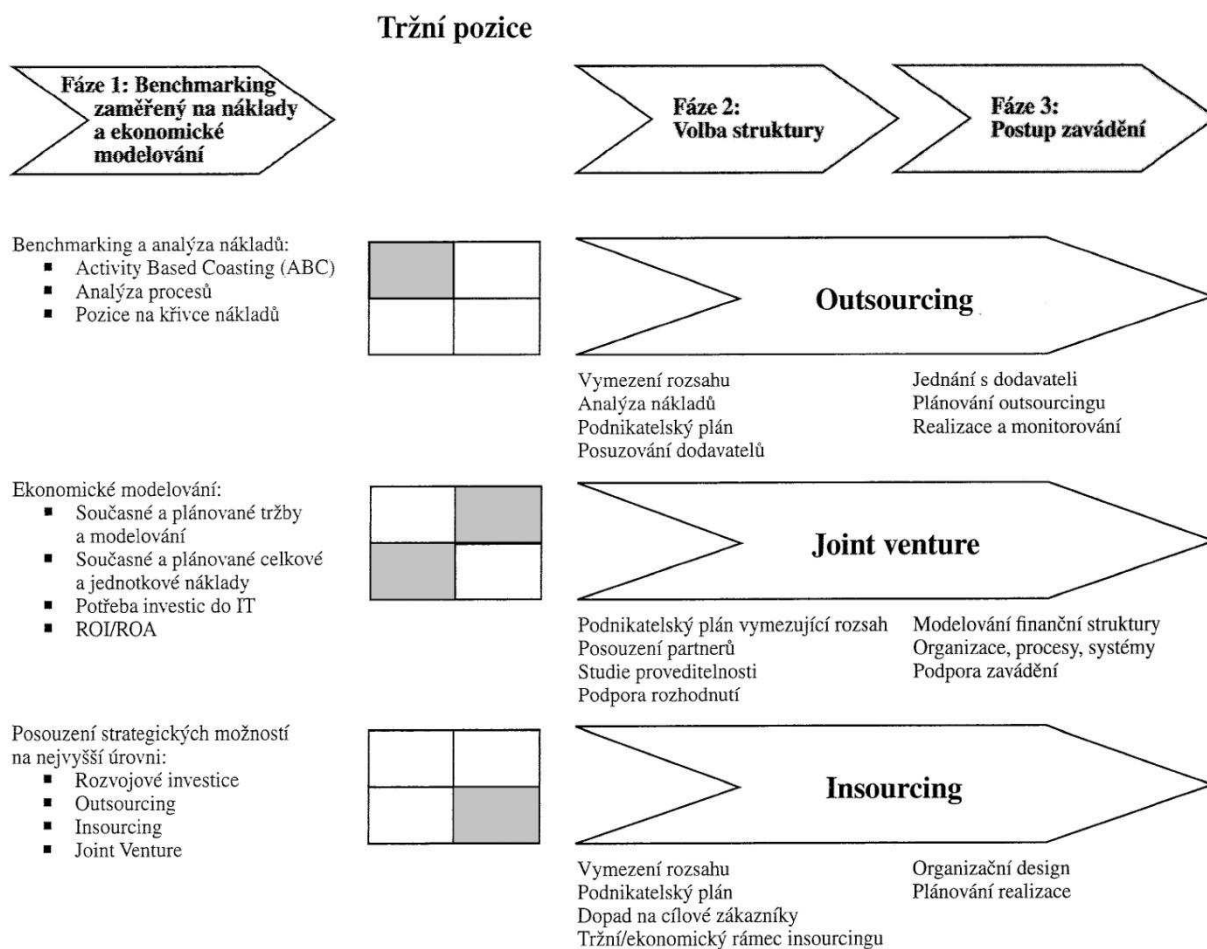 Tržní pozice
Fáze 1: Benchmarking
zaměřený na náklady
a ekonomické
modelování
Fáze 2:
Volba struktury
Fáze 3:
Postup zavádění
Benchmarking a analýza nákladů:
■ Activity Based Coasting (ABC)
■ Analýza procesů
■ Pozice na křivce nákladů
Outsourcing
Vymezení rozsahu
Analýza nákladů
Podnikatelský plán
Posuzování dodavatelů
Jednání s dodavateli
Plánování outsourcingu
Realizace a monitorování
Ekonomické modelování:
■ Současné a plánované tržby
a modelování
■ Současné a plánované celkové
a jednotkové náklady
■ Potřeba investic do IT
■ ROI/ROA
Joint venture
Podnikatelský plán vymezující rozsah
Posouzení partnerů
Studie proveditelnosti
Podpora rozhodnutí
Modelování finanční struktury
Organizace, procesy, systémy
Podpora zavádění
Posouzení strategických možností
na nejvyšší úrovni:
■ Rozvojové investice
■ Outsourcing
■ Insourcing
■ Joint Venture
Insourcing
Vymezení rozsahu
Podnikatelský plán
Dopad na cílové zákazníky
Tržní/ekonomický rámec insourcingu
Organizační design
Plánování realizace